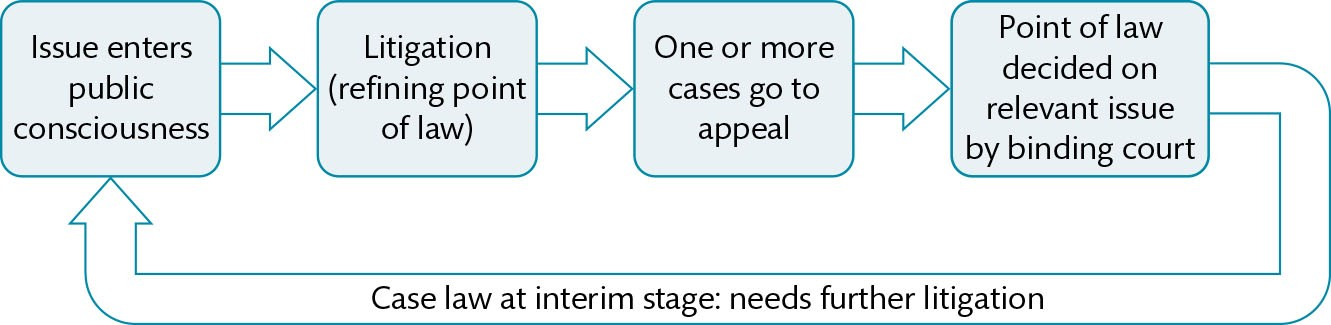 Issue enters
public
consciousness
Litigation
(refining point
of law)
One or more
cases go to
appeal
Point of law
decided on
relevant issue
by binding court
Case law at interim stage: needs further litigation